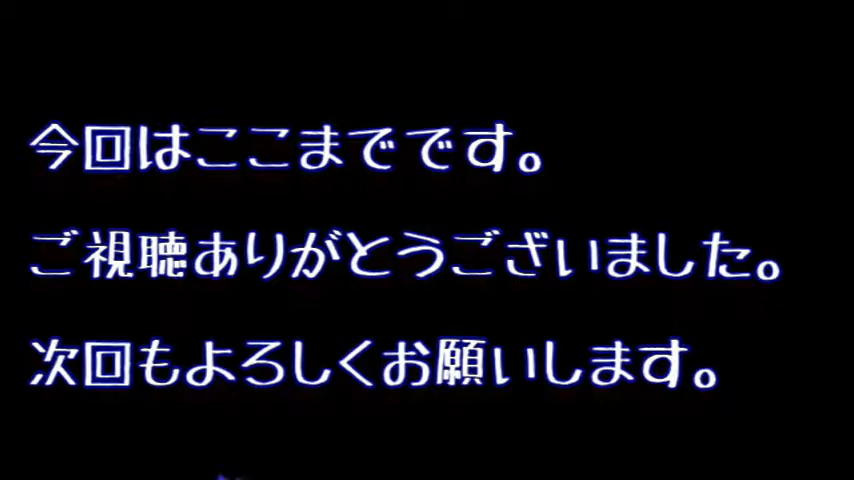 今回はここまでです。
ご視聴ありがとうございました。
次回もよろしくお願いします。